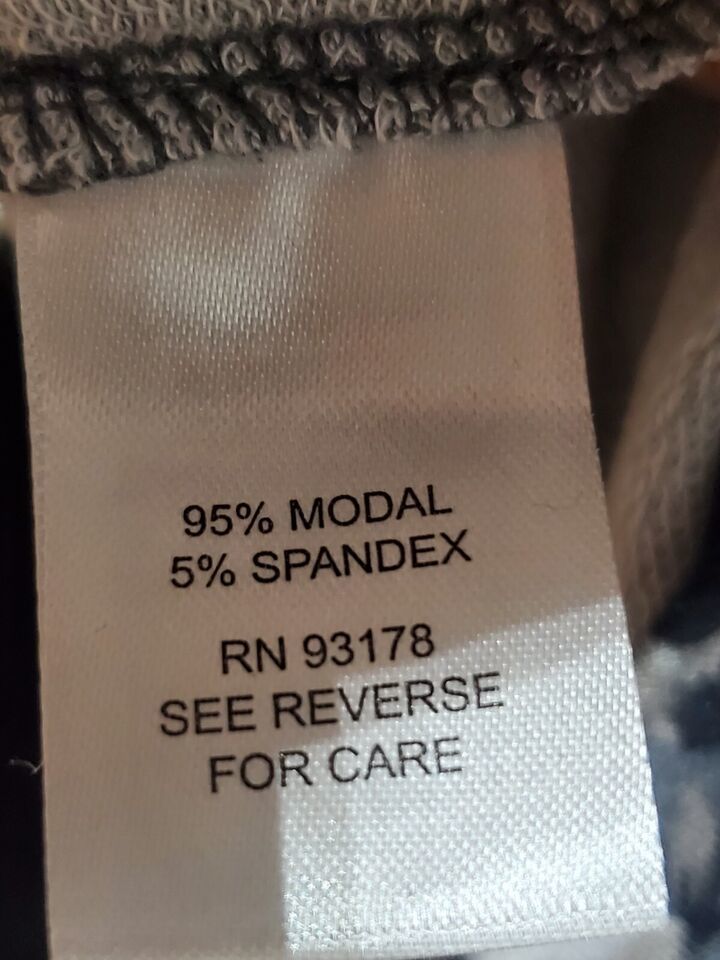 95% MODAL
5% SPANDEX
RN 93178
SEE REVERSE
FOR CARE